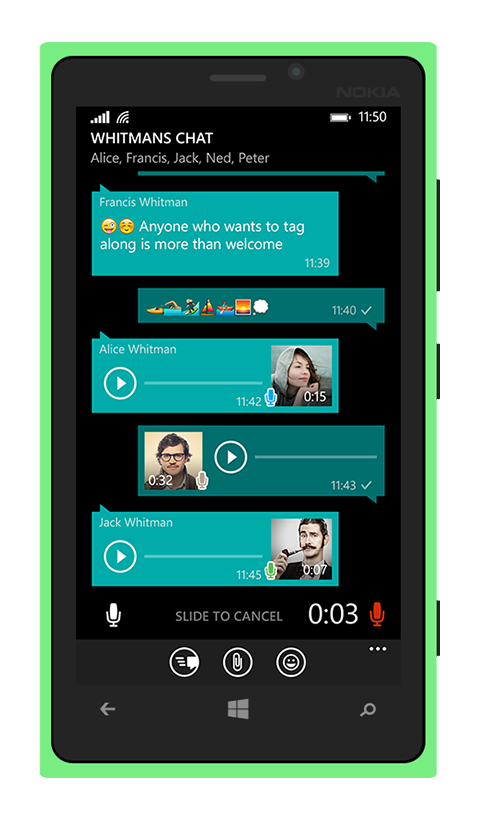 NOKIA
11:50
WHITMANS CHAT
Alice, Francis, Jack, Ned, Peter
Francis Whitman
😜☺️ Anyone who wants to tag
along is more than welcome
11:39
11:40
Alice Whitman
0:15
11:42
0:32
11:43
Jack Whitman
0:07
11:45
SLIDE TO CANCEL
0:03